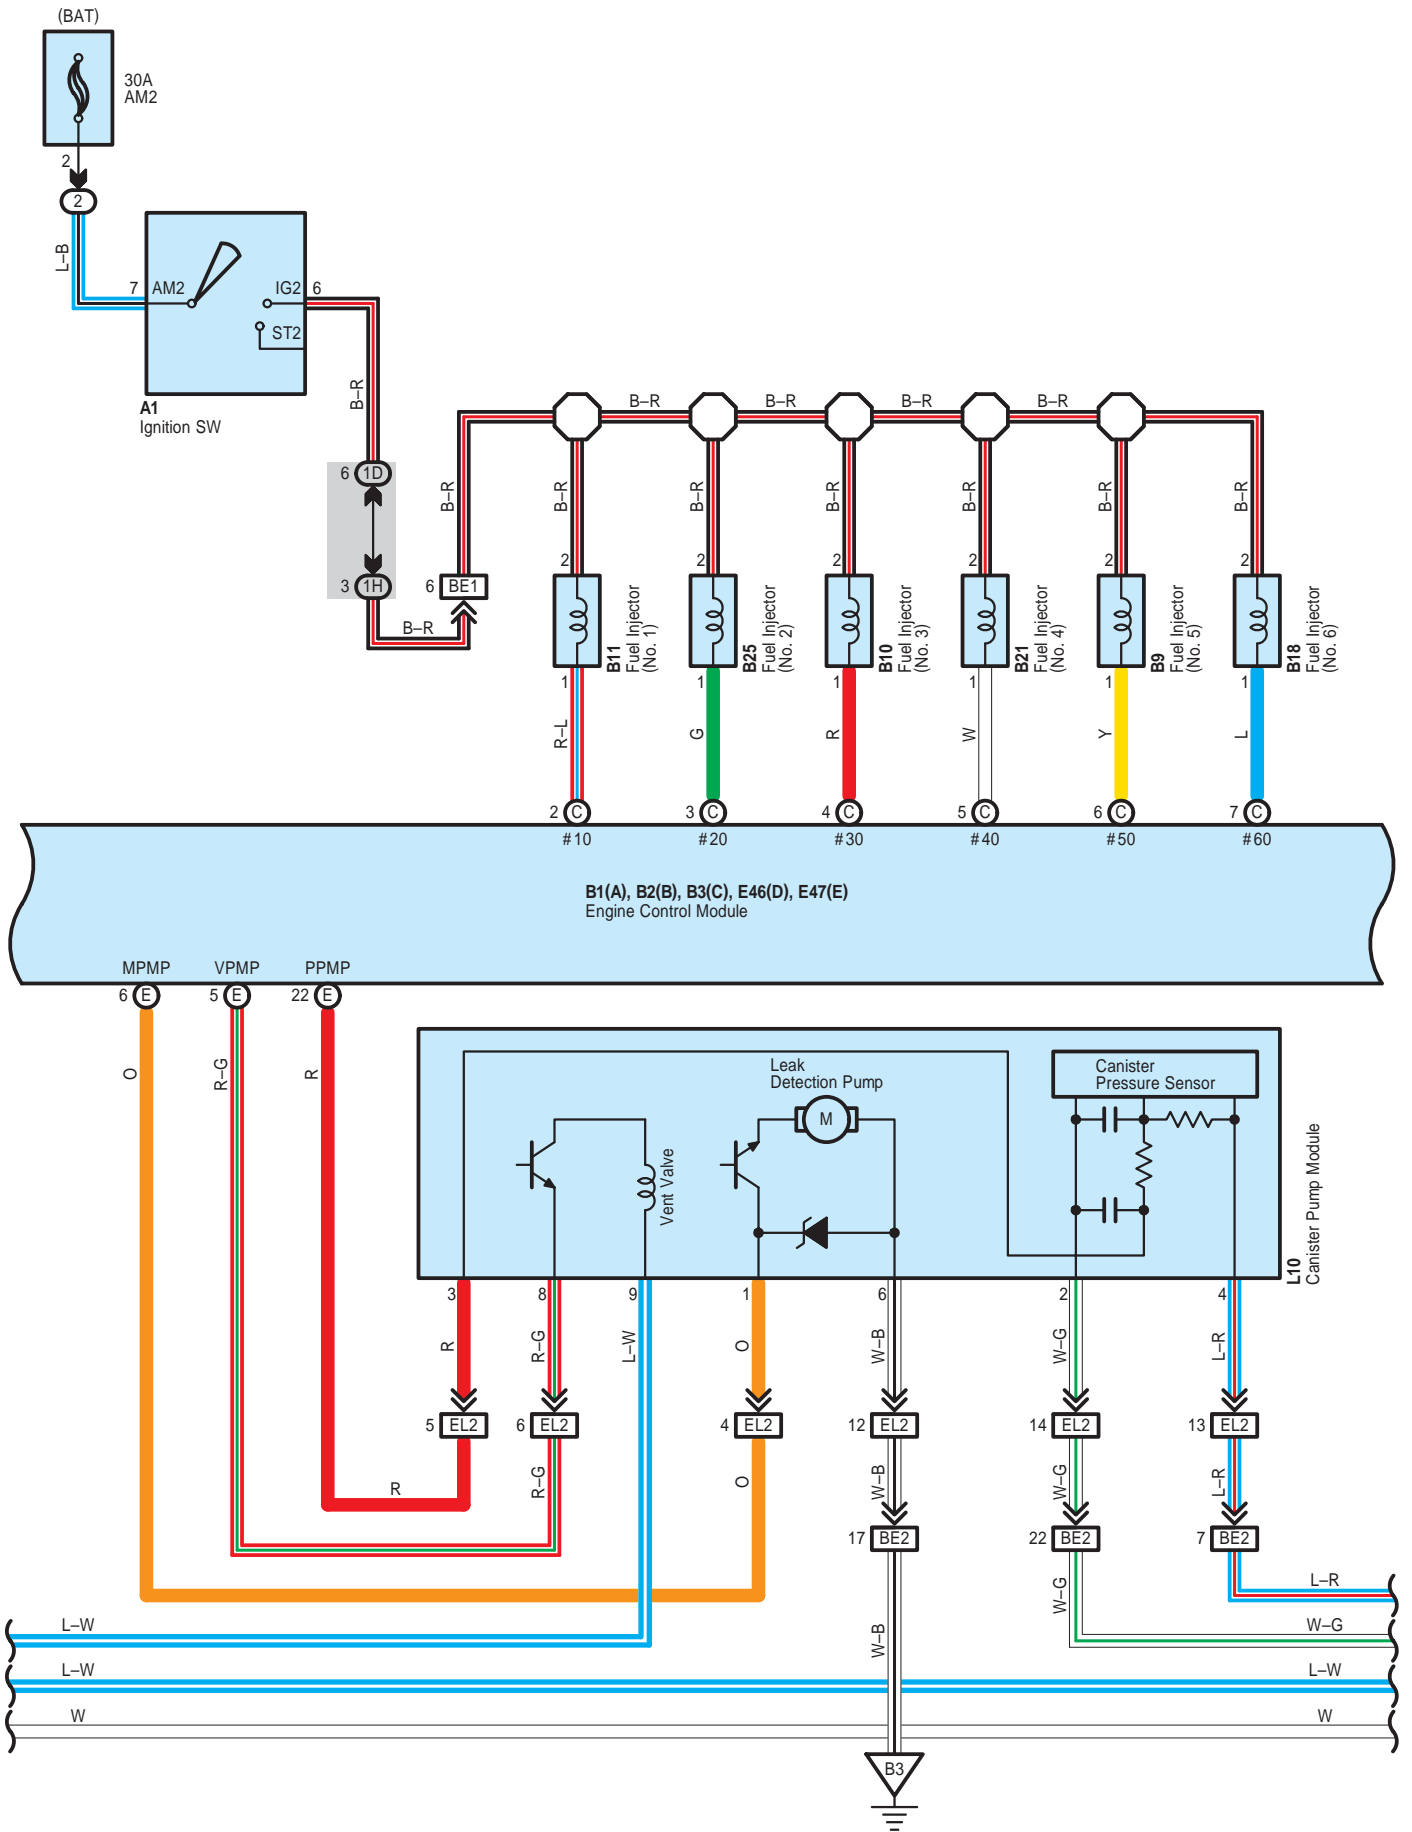 (BAT)
30A
AM2
2
2
L–B
7
AM2
IG2
6
ST2
A1
Ignition SW
B–R
6
1D
3
1H
B–R
6
BE1
B–R
B–R
B–R
B–R
B–R
B–R
B–R
B–R
B–R
B–R
B–R
2
2
2
2
2
2
B11
Fuel Injector
(No. 1)
B25
Fuel Injector
(No. 2)
B10
Fuel Injector
(No. 3)
B21
Fuel Injector
(No. 4)
B9
Fuel Injector
(No. 5)
B18
Fuel Injector
(No. 6)
1
1
1
1
1
1
R–L
G
R
W
Y
L
2 C
3 C
4 C
5 C
6 C
7 C
#10
#20
#30
#40
#50
#60
B1(A), B2(B), B3(C), E46(D), E47(E)
Engine Control Module
MPMP
VPMP
PPMP
6 E
5 E
22 E
O
R–G
R
Leak
Detection Pump
M
Vent Valve
Canister
Pressure Sensor
L10
Canister Pump Module
3
8
9
1
6
2
4
R
R–G
L–W
O
W–B
W–G
L–R
5 EL2
6 EL2
4 EL2
12 EL2
14 EL2
13 EL2
R
R–G
O
W–B
W–G
L–R
17 BE2
22 BE2
7 BE2
W–B
W–G
L–R
L–W
W–G
L–W
L–W
W
W
B3